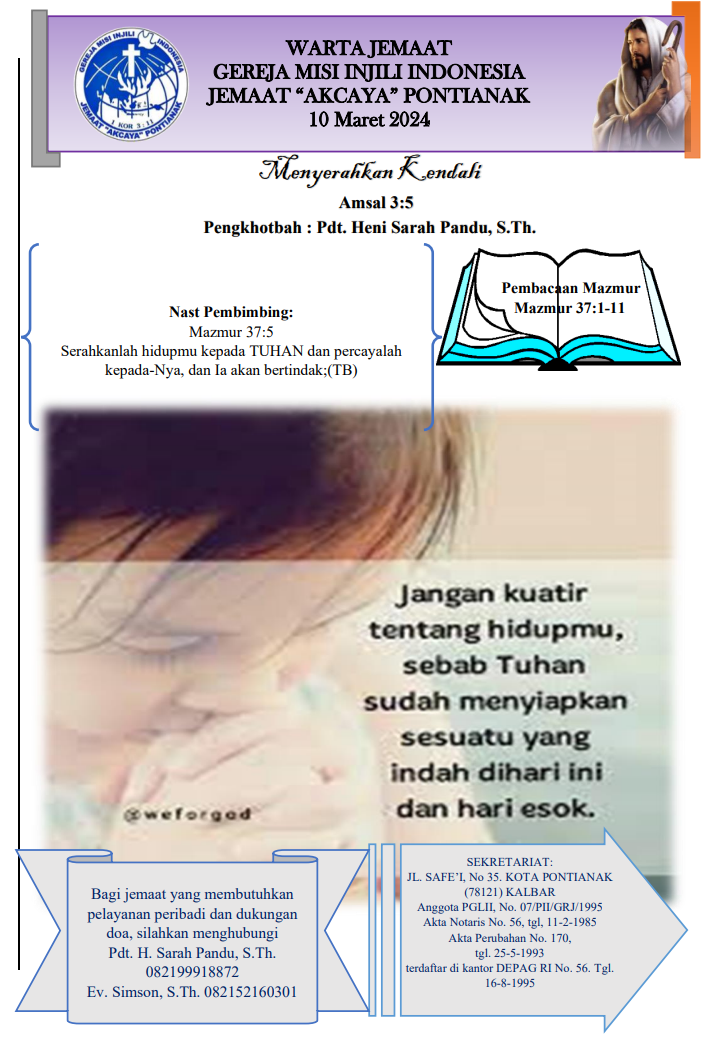 GEREJA MISI INJILI INDONESIA
JEMAAT "AKCAYA" PONTIANAK
I KOR 3 : 11
WARTA JEMAAT
GEREJA MISI INJILI INDONESIA
JEMAAT “AKCAYA” PONTIANAK
10 Maret 2024
Menyerahkan Kendali
Amsal 3:5
Pengkhotbah : Pdt. Heni Sarah Pandu, S.Th.
Nast Pembimbing:
Mazmur 37:5
Serahkanlah hidupmu kepada TUHAN dan percayalah
kepada-Nya, dan Ia akan bertindak;(TB)
Pembacaan Mazmur
Mazmur 37:1-11
Jangan kuatir
tentang hidupmu,
sebab Tuhan
sudah menyiapkan
sesuatu yang
indah dihari ini
dan hari esok.
@weforgod
Bagi jemaat yang membutuhkan
pelayanan peribadi dan dukungan
doa, silahkan menghubungi
Pdt. H. Sarah Pandu, S.Th.
082199918872
Ev. Simson, S.Th. 082152160301
SEKRETARIAT:
JL. SAFE’I, No 35. KOTA PONTIANAK
(78121) KALBAR
Anggota PGLII, No. 07/PII/GRJ/1995
Akta Notaris No. 56, tgl, 11-2-1985
Akta Perubahan No. 170,
tgl. 25-5-1993
terdaftar di kantor DEPAG RI No. 56. Tgl.
16-8-1995